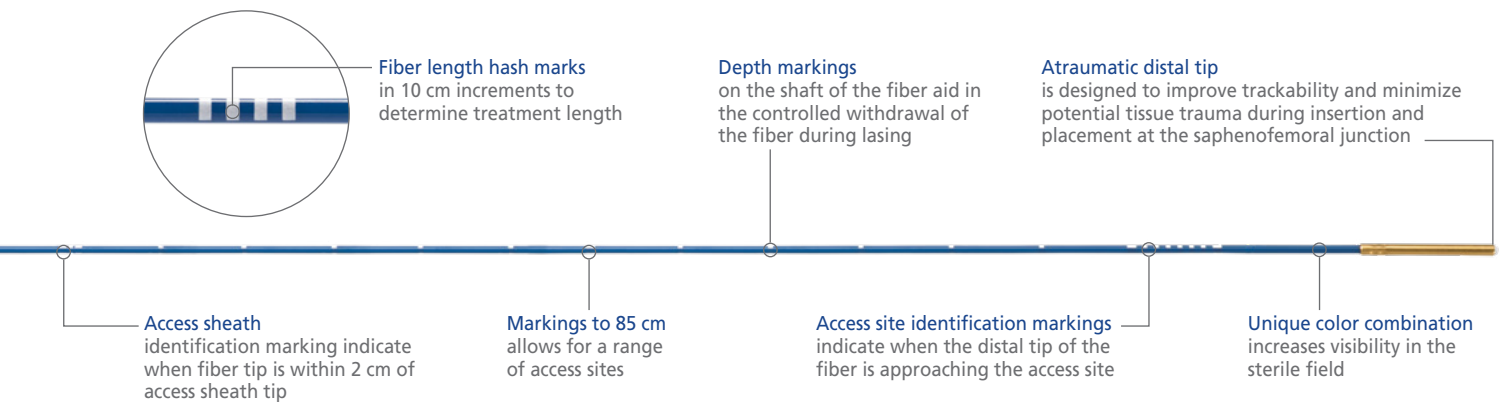 Fiber length hash marks
in 10 cm increments to
determine treatment length
Depth markings
on the shaft of the fiber aid in
the controlled withdrawal of
the fiber during lasing
Atraumatic distal tip
is designed to improve trackability and minimize
potential tissue trauma during insertion and
placement at the saphenofemoral junction
Access sheath
identification marking indicate
when fiber tip is within 2 cm of
access sheath tip
Markings to 85 cm
allows for a range
of access sites
Access site identification markings
indicate when the distal tip of the
fiber is approaching the access site
Unique color combination
increases visibility in the
sterile field